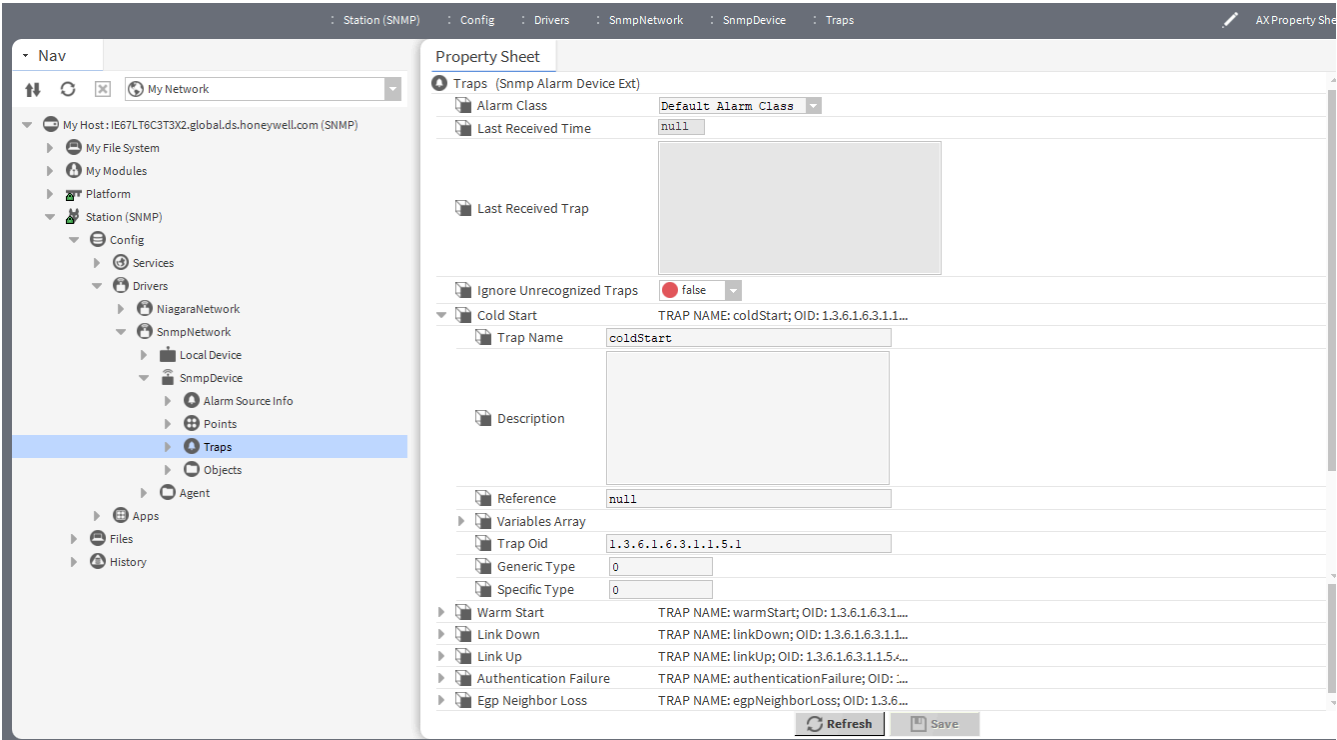 : Station (SNMP) : Config : Drivers : SnmpNetwork : SnmpDevice : Traps AX Property She
Nav
My Network
My Host : IE67LT6C3T3X2.global.ds.honeywell.com (SNMP)
My File System
My Modules
Platform
Station (SNMP)
Config
Services
Drivers
NiagaraNetwork
SnmpNetwork
Local Device
SnmpDevice
Alarm Source Info
Points
Traps
Objects
Agent
Apps
Files
History
Property Sheet
Traps (Snmp Alarm Device Ext)
Alarm Class Default Alarm Class
Last Received Time null
Last Received Trap
Ignore Unrecognized Traps false
Cold Start TRAP NAME: coldStart; OID: 1.3.6.1.6.3.1.1...
Trap Name coldStart
Description
Reference null
Variables Array
Trap Oid 1.3.6.1.6.3.1.1.5.1
Generic Type 0
Specific Type 0
Warm Start TRAP NAME: warmStart; OID: 1.3.6.1.6.3.1...
Link Down TRAP NAME: linkDown; OID: 1.3.6.1.6.3.1.1...
Link Up TRAP NAME: linkUp; OID: 1.3.6.1.6.3.1.1.5.4...
Authentication Failure TRAP NAME: authenticationFailure; OID: 1...
Egp Neighbor Loss TRAP NAME: egpNeighborLoss; OID: 1.3.6...
Refresh Save